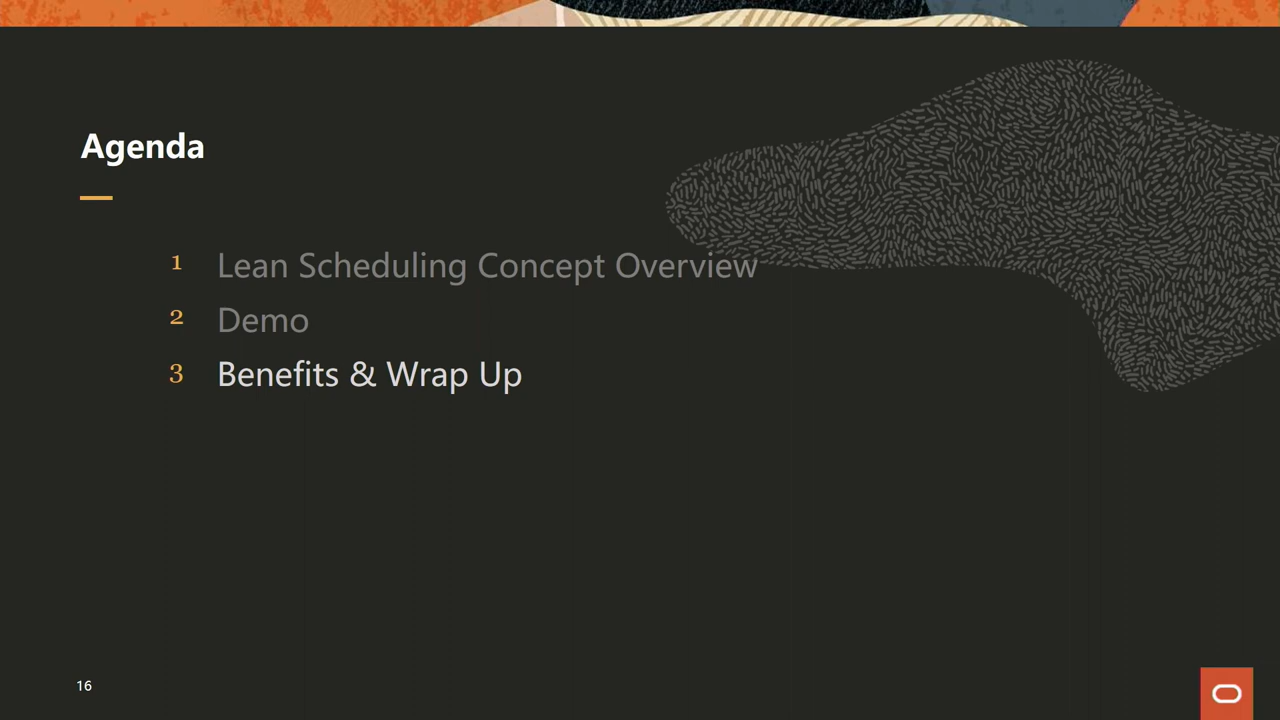 Agenda
1 Lean Scheduling Concept Overview
2 Demo
3 Benefits & Wrap Up
16